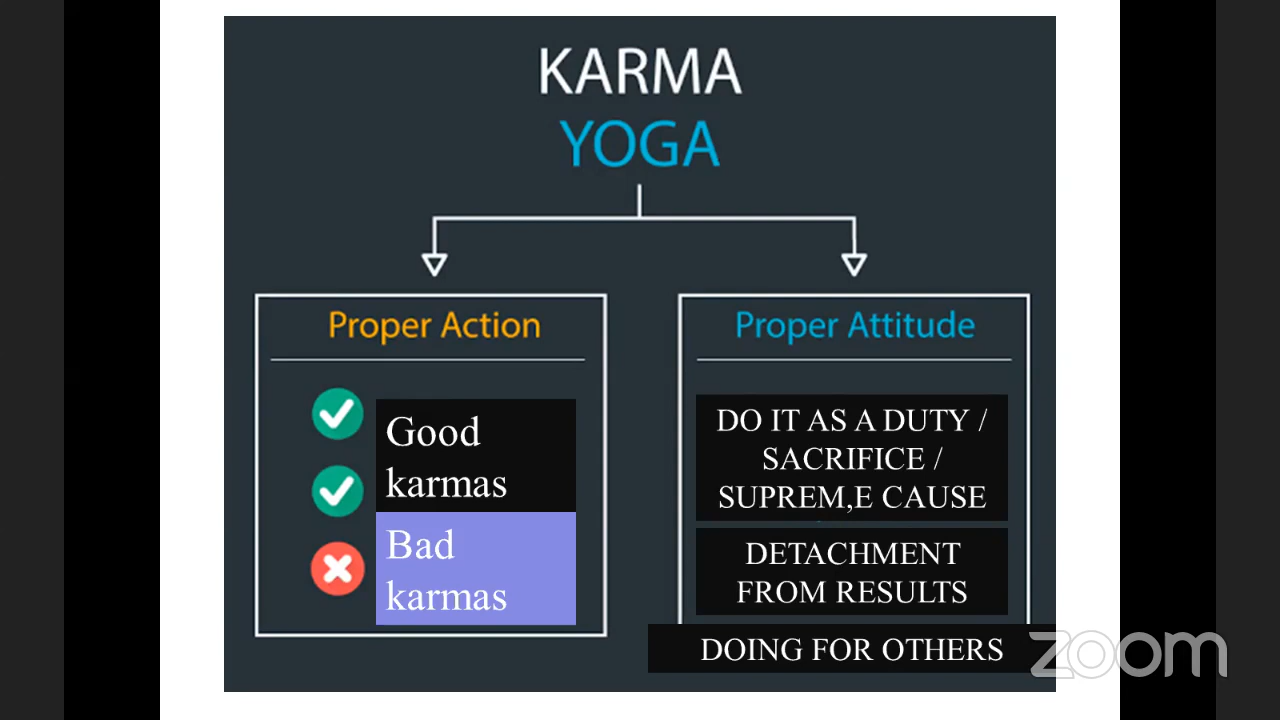 KARMA
YOGA
Proper Action
Good
karmas
Bad
karmas
Proper Attitude
DO IT AS A DUTY /
SACRIFICE /
SUPREM,E CAUSE
DETACHMENT
FROM RESULTS
DOING FOR OTHERS
zoom